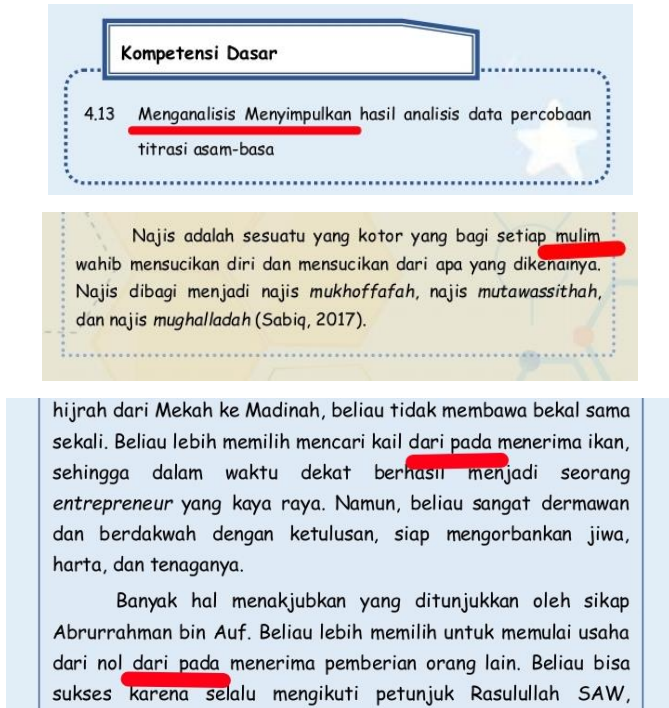 Kompetensi Dasar
4.13 Menganalisis Menyimpulkan hasil analisis data percobaan
titrasi asam-basa
Najis adalah sesuatu yang kotor yang bagi setiap mulim
wahib mensucikan diri dan mensucikan dari apa yang dikenainya.
Najis dibagi menjadi najis mukhoffafah, najis mutawassithah,
dan najis mughalladah (Sabiq, 2017).
hijrah dari Mekah ke Madinah, beliau tidak membawa bekal sama
sekali. Beliau lebih memilih mencari kail dari pada menerima ikan,
sehingga dalam waktu dekat berhasil menjadi seorang
entrepreneur yang kaya raya. Namun, beliau sangat dermawan
dan berdakwah dengan ketulusan, siap mengorbankan jiwa,
harta, dan tenaganya.
Banyak hal menakjubkan yang ditunjukkan oleh sikap
Abrurrahman bin Auf. Beliau lebih memilih untuk memulai usaha
dari nol dari pada menerima pemberian orang lain. Beliau bisa
sukses karena selalu mengikuti petunjuk Rasulullah SAW,